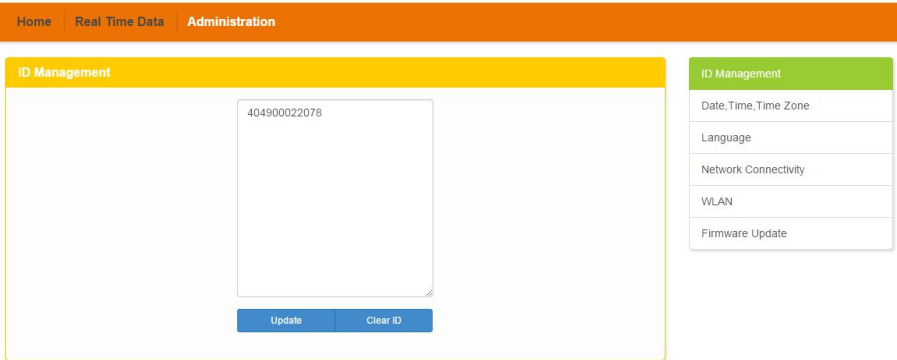 Home Real Time Data Administration
ID Management
404900022078
Update Clear ID
ID Management
Date,Time,Time Zone
Language
Network Connectivity
WLAN
Firmware Update